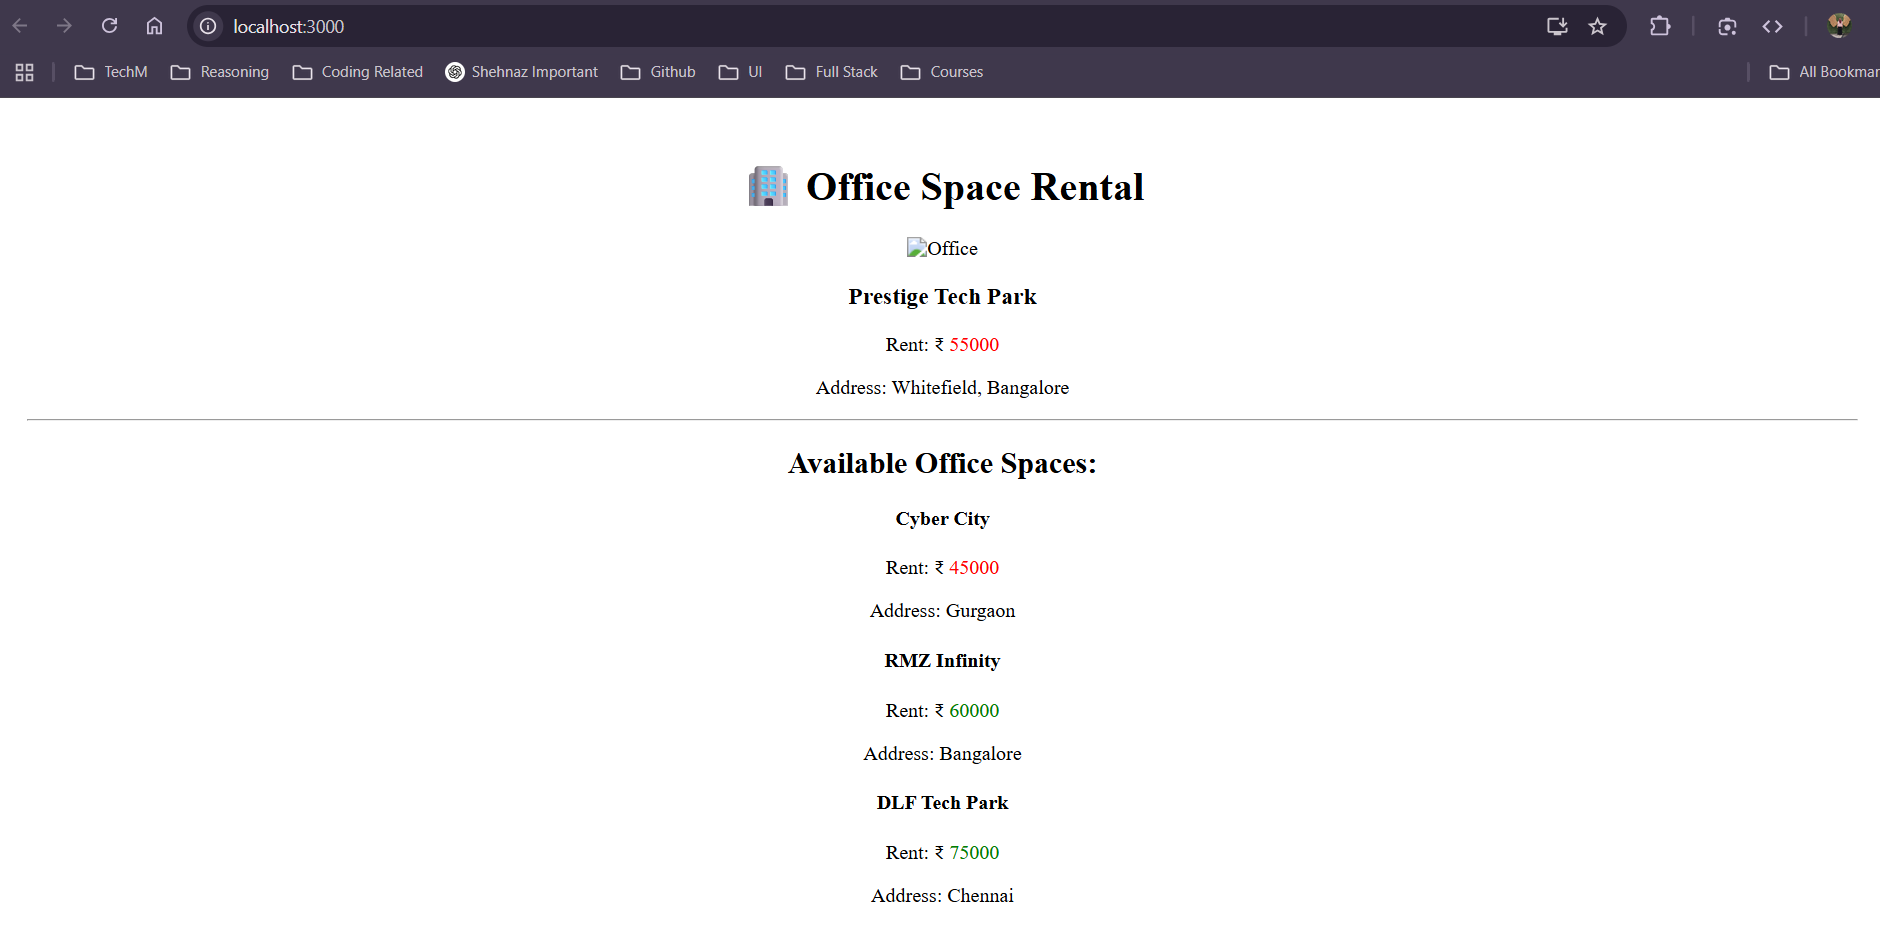 localhost:3000
TechM Reasoning Coding Related Shehnaz Important Github UI Full Stack Courses All Bookmar
Office Space Rental
Office
Prestige Tech Park
Rent: ₹ 55000
Address: Whitefield, Bangalore
Available Office Spaces:
Cyber City
Rent: ₹ 45000
Address: Gurgaon
RMZ Infinity
Rent: ₹ 60000
Address: Bangalore
DLF Tech Park
Rent: ₹ 75000
Address: Chennai